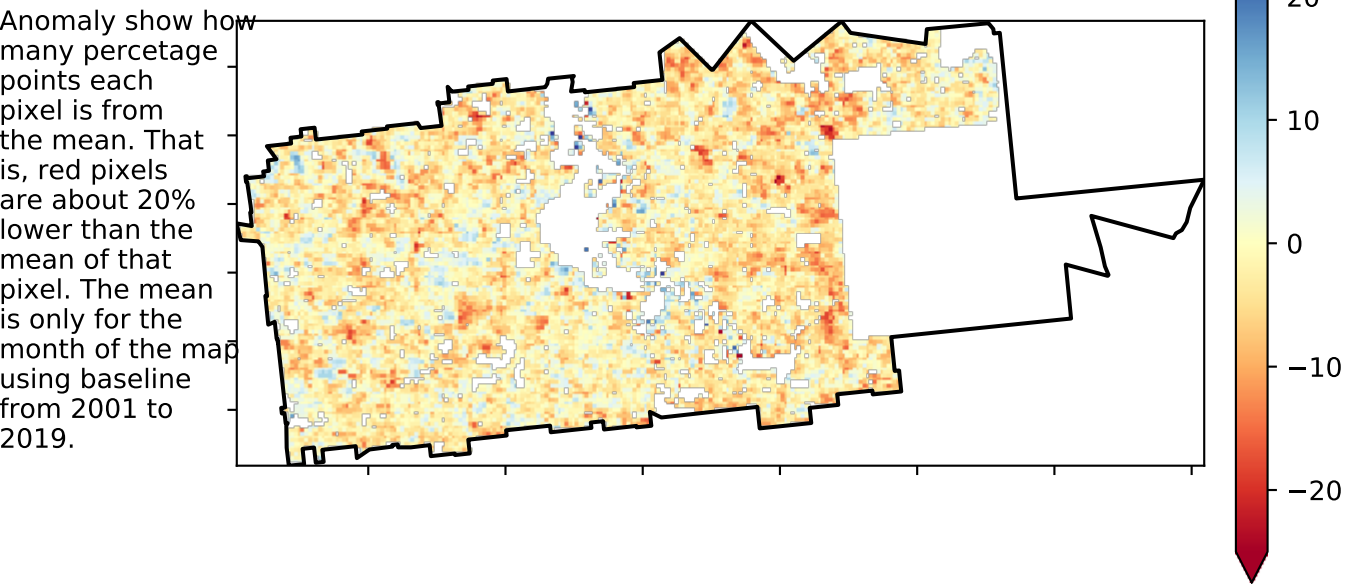 Anomaly show how
many percetage
points each
pixel is from
the mean. That
is, red pixels
are about 20%
lower than the
mean of that
pixel. The mean
is only for the
month of the map
using baseline
from 2001 to
2019.
20
10
0
−10
−20